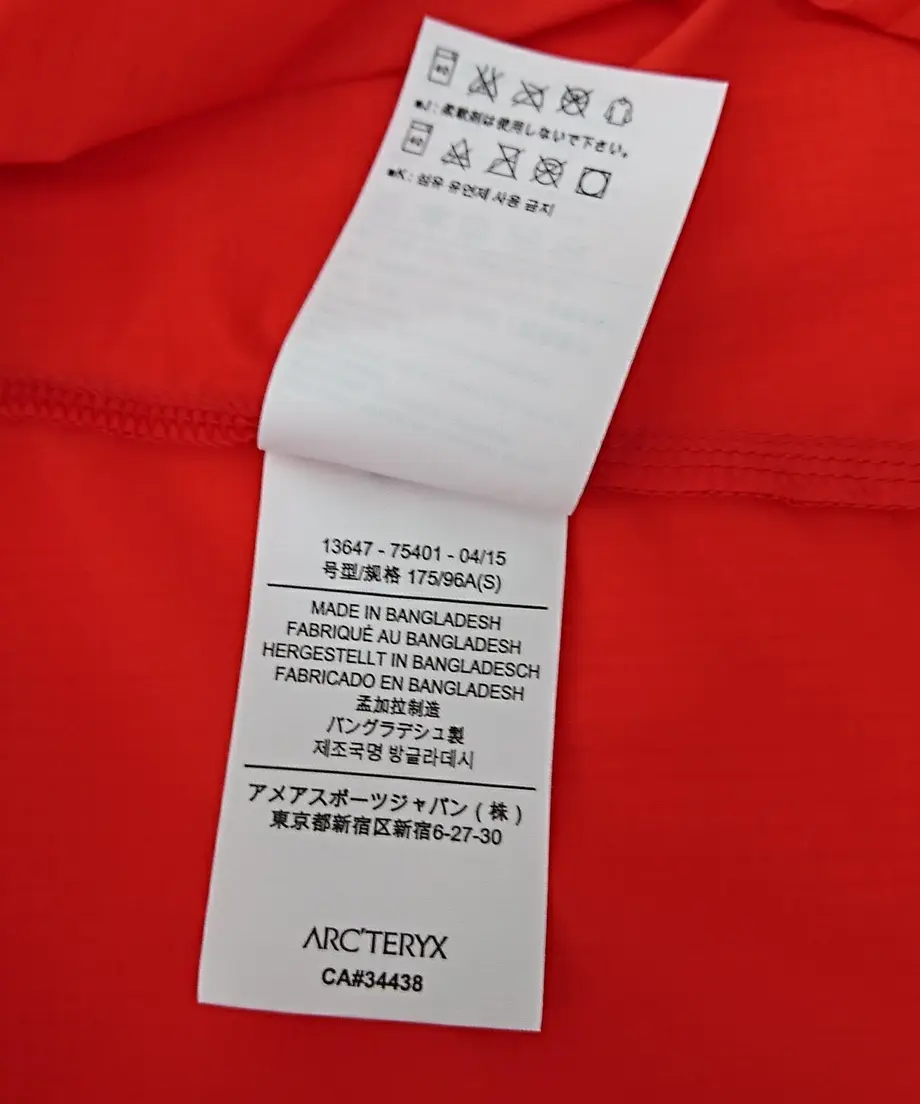 40
■J : 柔軟剤は使用しないで下さい。
40
■K : 섬유 유연제 사용 금지
13647 - 75401 - 04/15
号型/规格 175/96A(S)
MADE IN BANGLADESH
FABRIQUÉ AU BANGLADESH
HERGESTELLT IN BANGLADESCH
FABRICADO EN BANGLADESH
孟加拉制造
バングラデシュ製
제조국명 방글라데시
アメアスポーツジャパン ( 株 )
東京都新宿区新宿6-27-30
ARC'TERYX
CA#34438